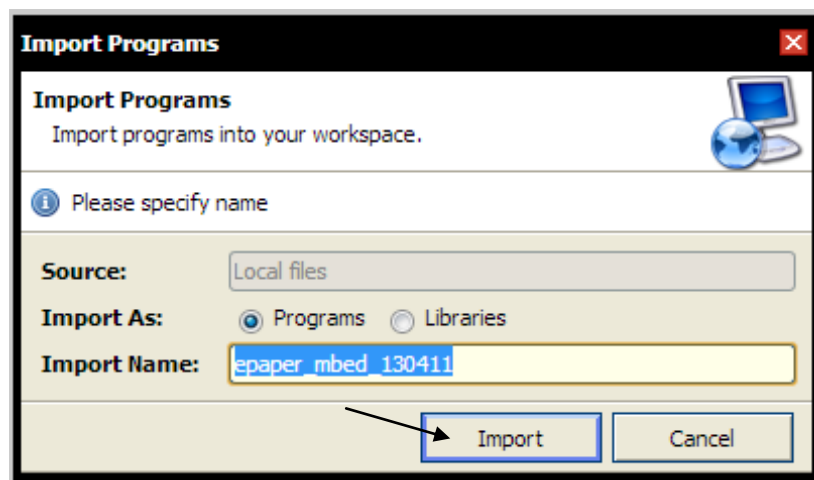 Import Programs
Import Programs
Import programs into your workspace.
Please specify name
Source: Local files
Import As: Programs Libraries
Import Name: epaper_mbed_130411
Import Cancel